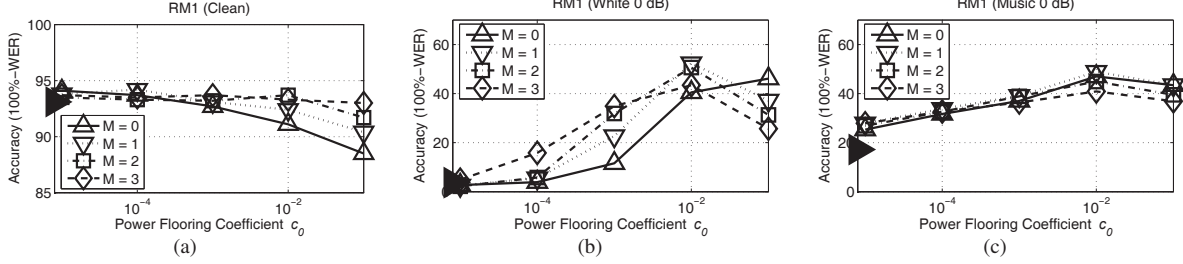 RM1 (Clean)
100
95
90
85
Accuracy (100%−WER)
M = 0
M = 1
M = 2
M = 3
10−4
10−2
Power Flooring Coefficient c0
(a)
RM1 (White 0 dB)
60
40
20
0
Accuracy (100%−WER)
M = 0
M = 1
M = 2
M = 3
10−4
10−2
Power Flooring Coefficient c0
(b)
RM1 (Music 0 dB)
60
40
20
0
Accuracy (100%−WER)
M = 0
M = 1
M = 2
M = 3
10−4
10−2
Power Flooring Coefficient c0
(c)